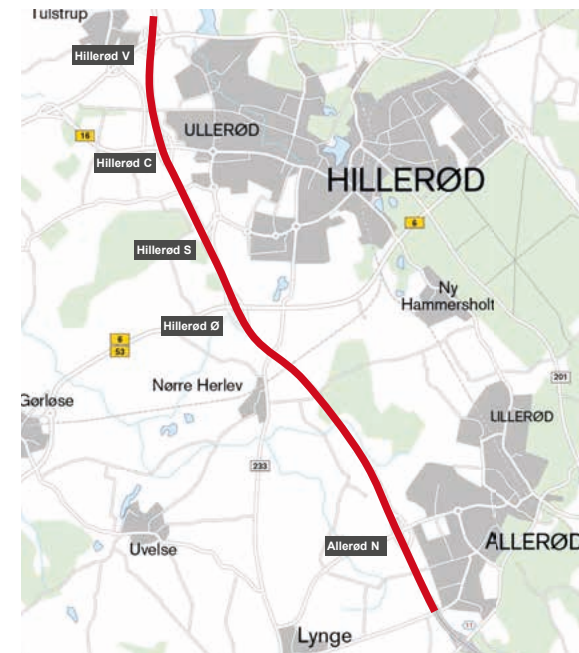 Tulstrup
Hillerød V
16
ULLERØD
Hillerød C
HILLERØD
6
Hillerød S
Ny
Hammersholt
Hillerød Ø
6
53
201
Nørre Herlev
Gørløse
LILLERØD
233
Uvelse
Allerød N
ALLERØD
11
Lynge